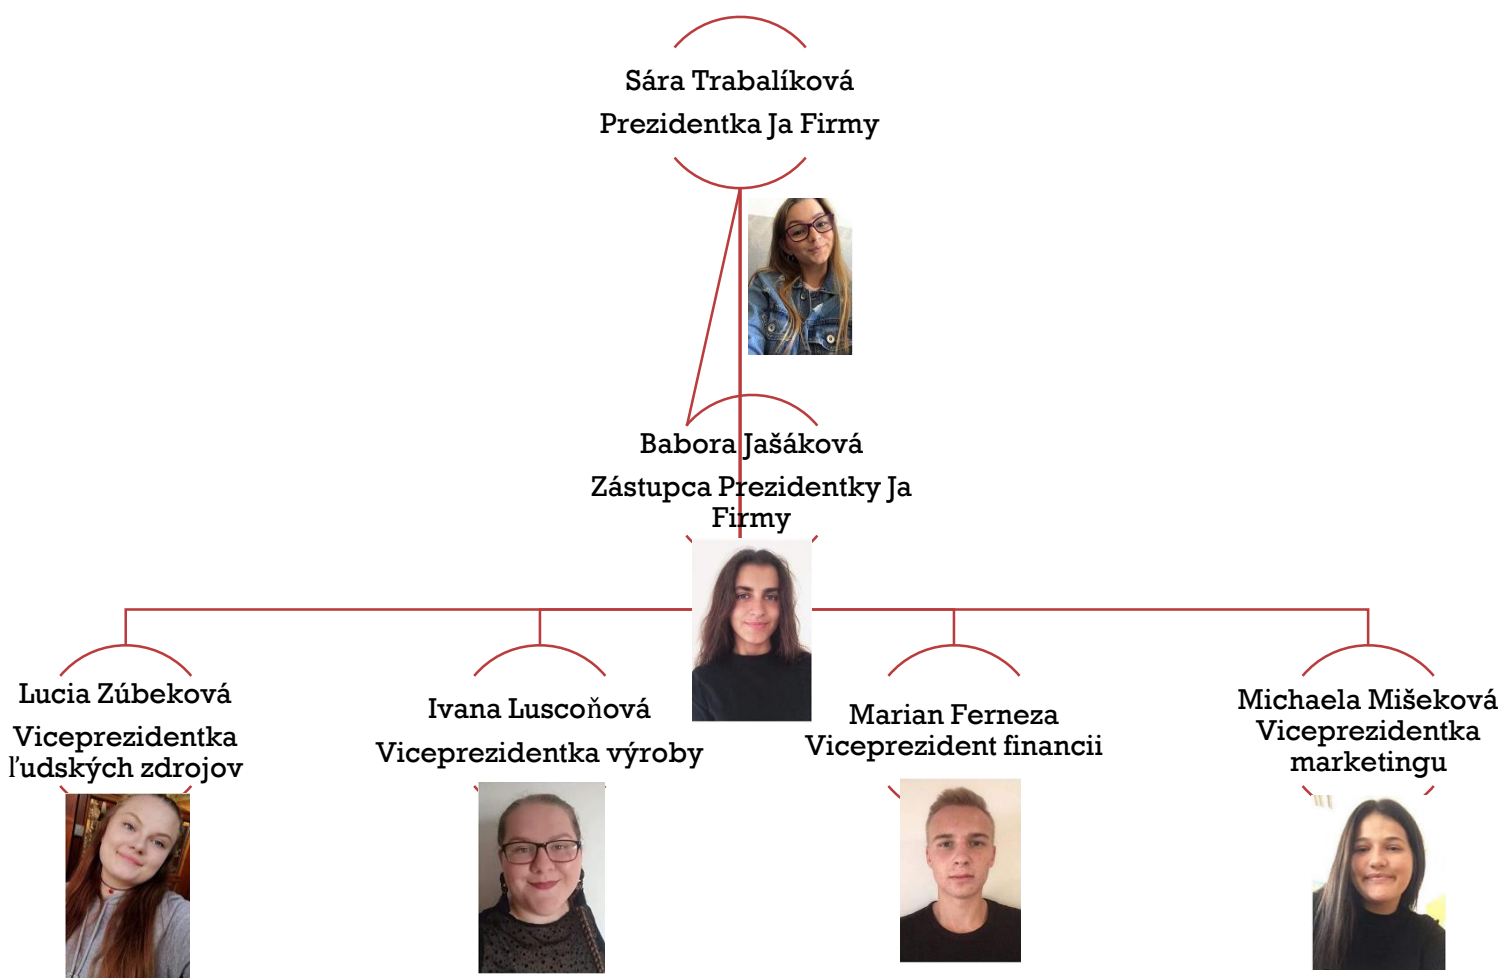 Sára Trabalíková
Prezidentka Ja Firmy
Babora Jašáková
Zástupca Prezidentky Ja
Firmy
Lucia Zúbeková
Viceprezidentka
ľudských zdrojov
Ivana Luscoňová
Viceprezidentka výroby
Marian Ferneza
Viceprezident financii
Michaela Mišeková
Viceprezidentka
marketingu